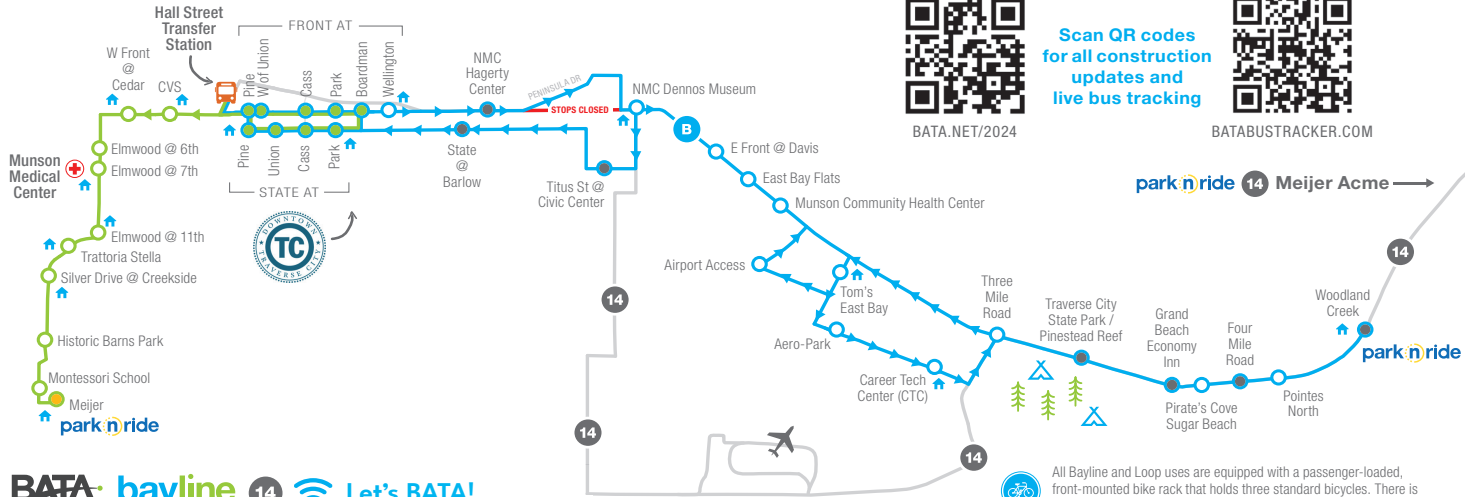 Hall Street
Transfer
Station
FRONT AT
W Front
@
Cedar
CVS
Pine
W of Union
Cass
Park
Boardman
Wellington
NMC
Hagerty
Center
PENINSULA DR
STOPS CLOSED
NMC Dennos Museum
Scan QR codes
for all construction
updates and
live bus tracking
BATA.NET/2024
BATABUSTRACKER.COM
Elmwood @ 6th
Elmwood @ 7th
Munson
Medical
Center
Pine
Union
Cass
Park
STATE AT
State
@
Barlow
Titus St @
Civic Center
B
E Front @ Davis
East Bay Flats
Munson Community Health Center
park n ride 14 Meijer Acme
DOWNTOWN
TC
TRAVERSE CITY
Elmwood @ 11th
Trattoria Stella
Silver Drive @ Creekside
Airport Access
Tom's
East Bay
14
14
Three
Mile
Road
Traverse City
State Park /
Pinestead Reef
Grand
Beach
Economy
Inn
Four
Mile
Road
Woodland
Creek
park n ride
Historic Barns Park
Aero-Park
Career Tech
Center (CTC)
Pirate's Cove
Sugar Beach
Pointes
North
Montessori School
Meijer
park n ride
14
14
BATA bayline 14 Let's BATA!
All Bayline and Loop uses are equipped with a passenger-loaded,
front-mounted bike rack that holds three standard bicycles. There is